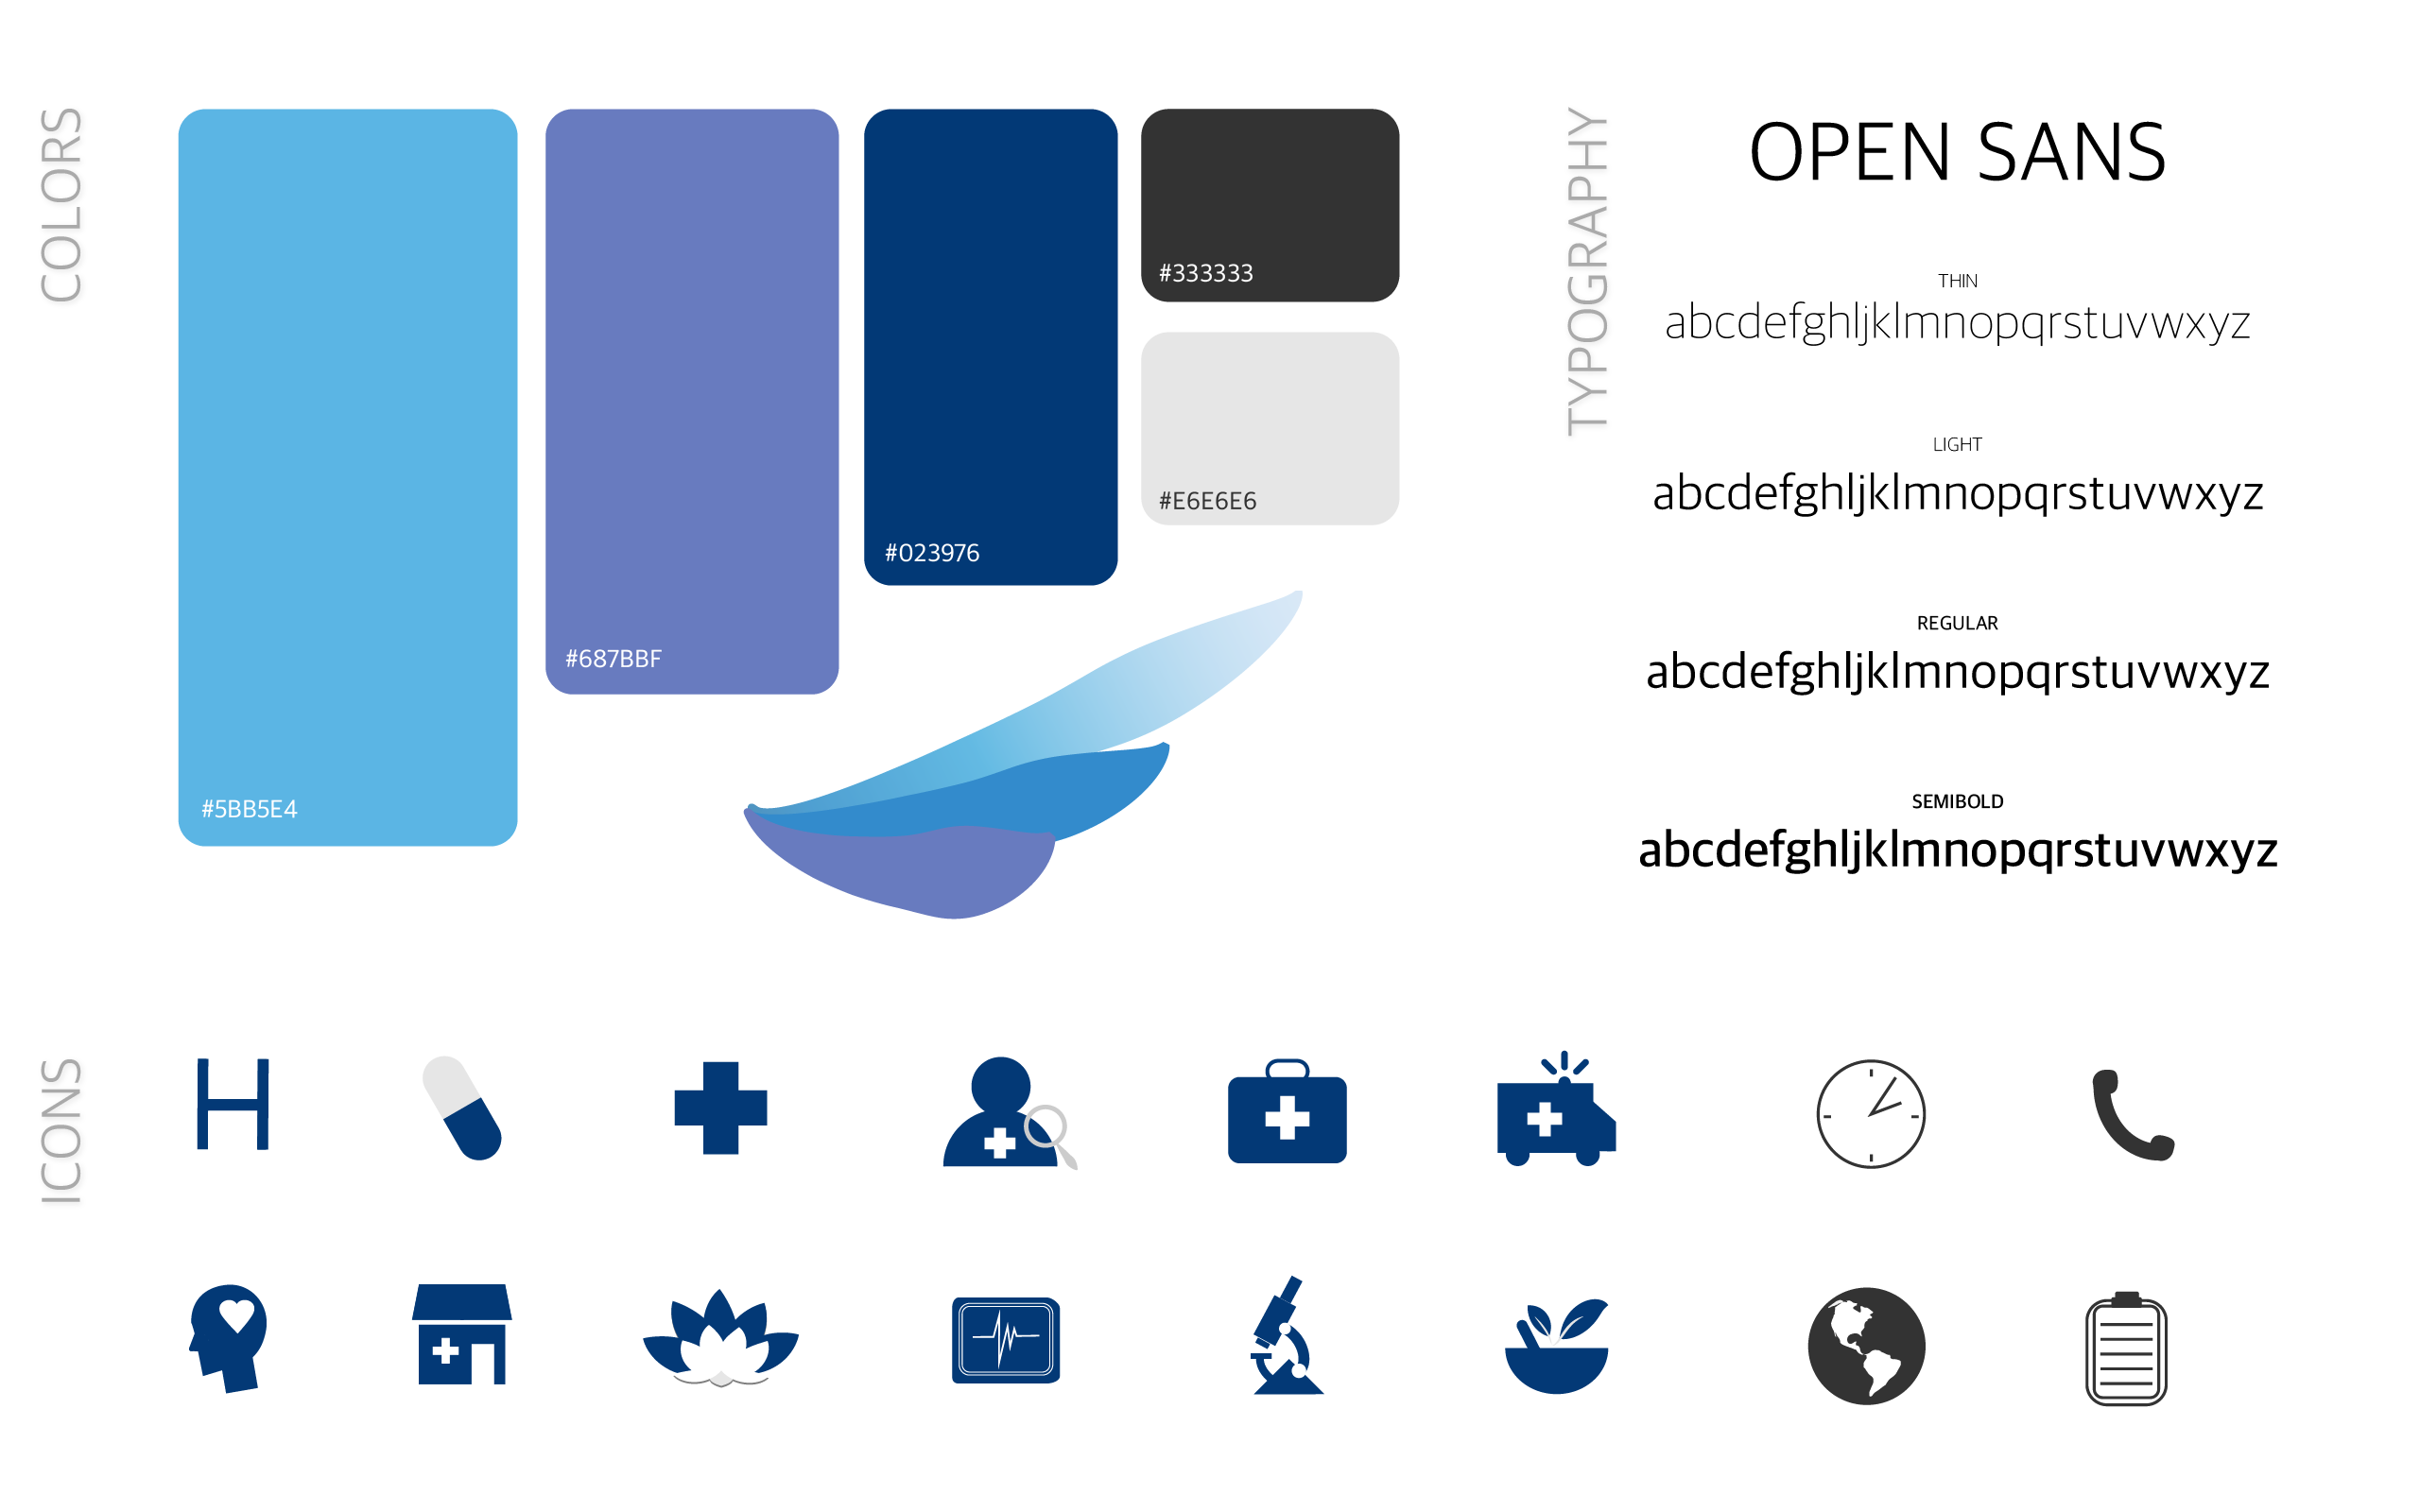 COLORS
#5BB5E4
#687BBF
#023976
#333333
#E6E6E6
TYPOGRAPHY
OPEN SANS
THIN
abcdefghljklmnopqrstuvwxyz
LIGHT
abcdefghljklmnopqrstuvwxyz
REGULAR
abcdefghljklmnopqrstuvwxyz
SEMIBOLD
abcdefghljklmnopqrstuvwxyz
ICONS
H